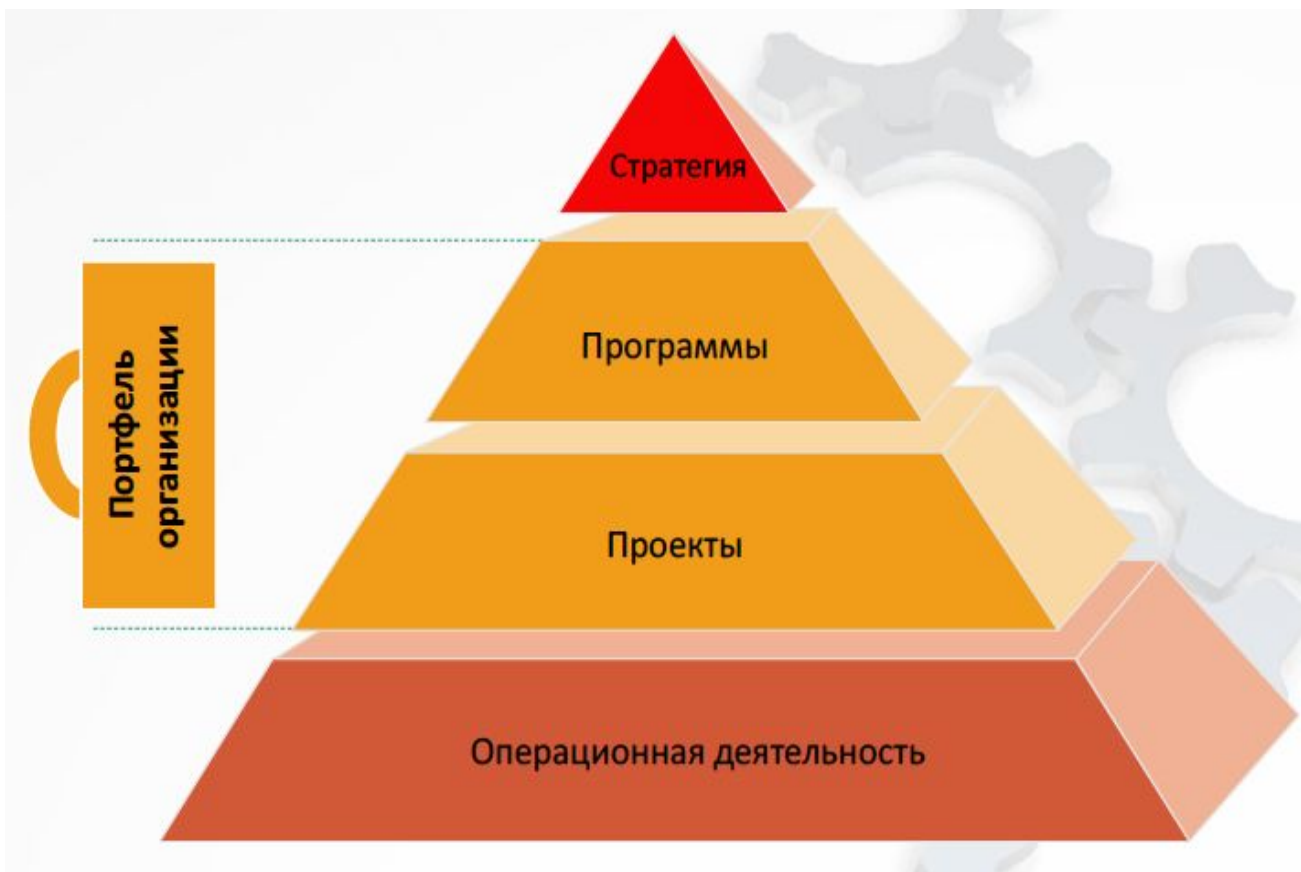 Стратегия
Программы
Портфель
организации
Проекты
Операционная деятельность